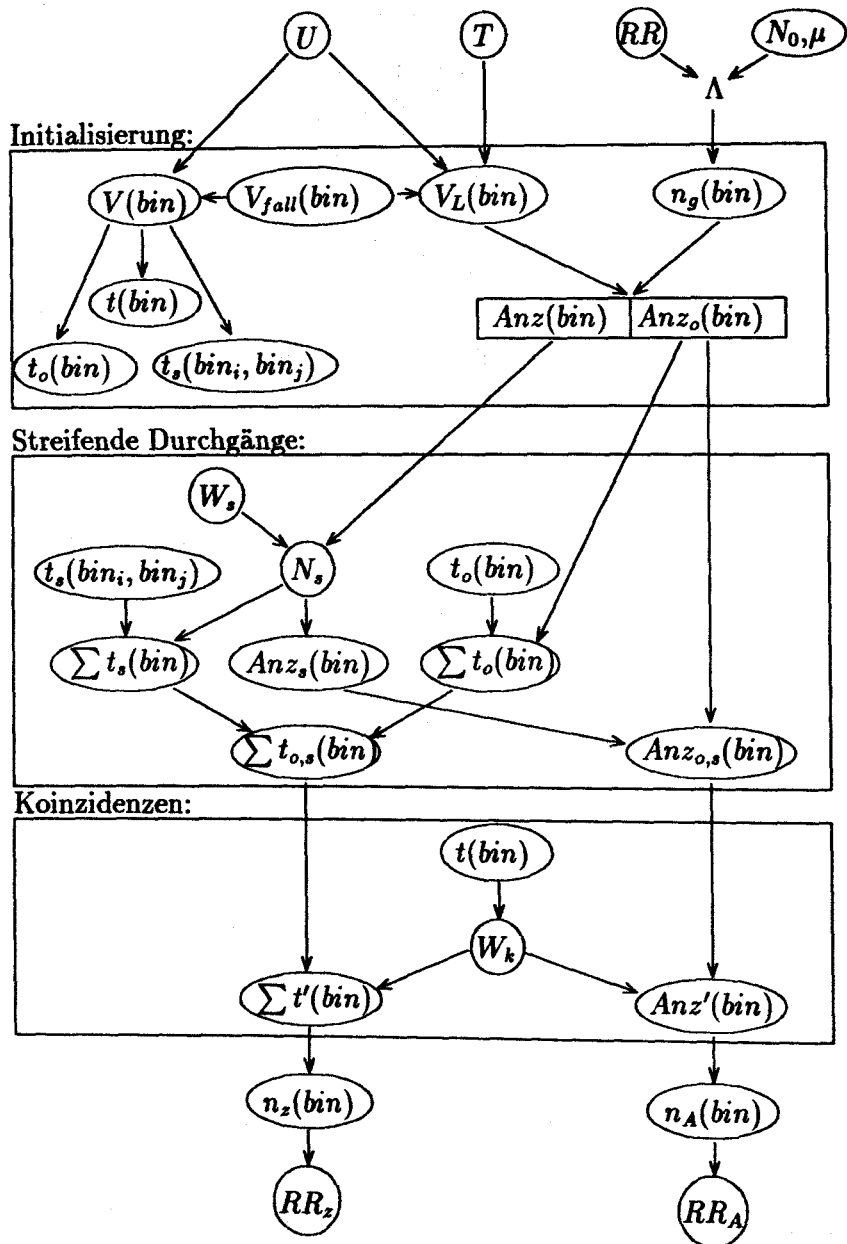 U T RR N₀,μ
Λ
Initialisierung:
V(bin) V_fall(bin) V_L(bin) n_g(bin)
t(bin) Anz(bin) Anz_o(bin)
t_o(bin) t_s(bin_i, bin_j)
Streifende Durchgänge:
W_s
t_s(bin_i, bin_j) N_s t_o(bin)
∑ t_s(bin) Anz_s(bin) ∑ t_o(bin)
∑ t_o,s(bin) Anz_o,s(bin)
Koinzidenzen:
t(bin)
W_k
∑ t'(bin) Anz'(bin)
n_z(bin) n_A(bin)
RR_z RR_A